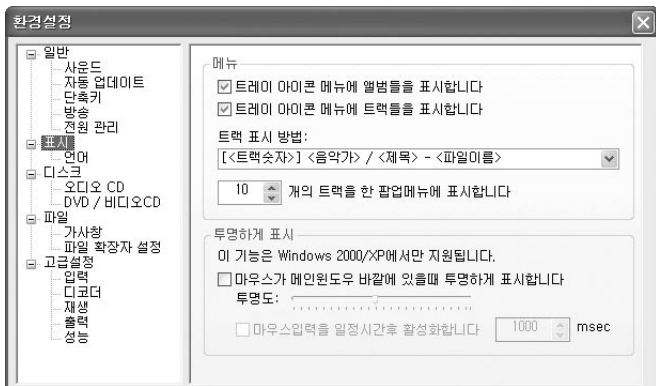 환경설정
일반
사운드
자동 업데이트
단축키
방송
전원 관리
표시
언어
디스크
오디오 CD
DVD / 비디오CD
파일
가사창
파일 확장자 설정
고급설정
입력
디코더
재생
출력
성능
메뉴
트레이 아이콘 메뉴에 앨범들을 표시합니다
트레이 아이콘 메뉴에 트랙들을 표시합니다
트랙 표시 방법:
[<트랙숫자>] <음악가> / <제목> - <파일이름>
10 개의 트랙을 한 팝업메뉴에 표시합니다
투명하게 표시
이 기능은 Windows 2000/XP에서만 지원됩니다.
마우스가 메인윈도우 바깥에 있을때 투명하게 표시합니다
투명도:
마우스입력을 일정시간후 활성화합니다 1000 msec